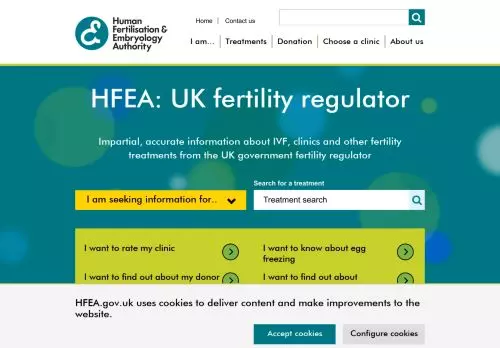 Human
Fertilisation &
Embryology
Authority
Home
Contact us
I am...
Treatments
Donation
Choose a clinic
About us
HFEA: UK fertility regulator
Impartial, accurate information about IVF, clinics and other fertility
treatments from the UK government fertility regulator
Search for a treatment
I am seeking information for..
Treatment search
I want to rate my clinic
I want to know about egg
freezing
I want to find out about my donor
I want to find out about
HFEA.gov.uk uses cookies to deliver content and make improvements to the
website.
Accept cookies
Configure cookies